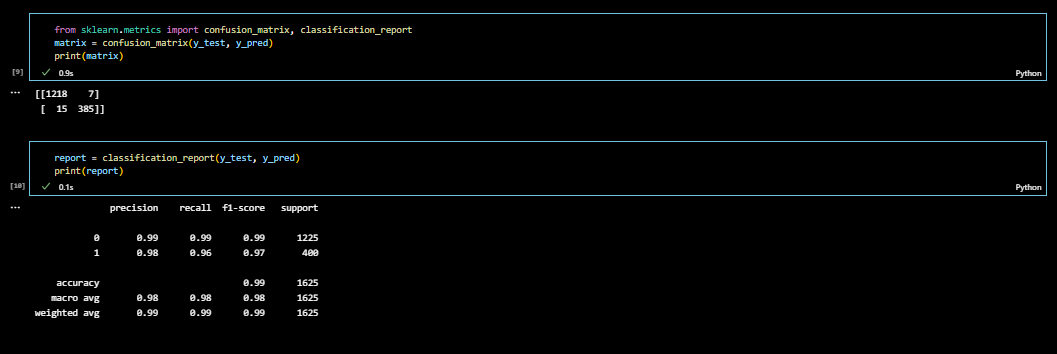 from sklearn.metrics import confusion_matrix, classification_report
matrix = confusion_matrix(y_test, y_pred)
print(matrix)
[9] ✓ 0.9s Python
... [[1218    7]
 [  15  385]]
report = classification_report(y_test, y_pred)
print(report)
[10] ✓ 0.1s Python
...              precision    recall  f1-score   support
           0       0.99      0.99      0.99      1225
           1       0.98      0.96      0.97       400
    accuracy                           0.99      1625
   macro avg       0.98      0.98      0.98      1625
weighted avg       0.99      0.99      0.99      1625